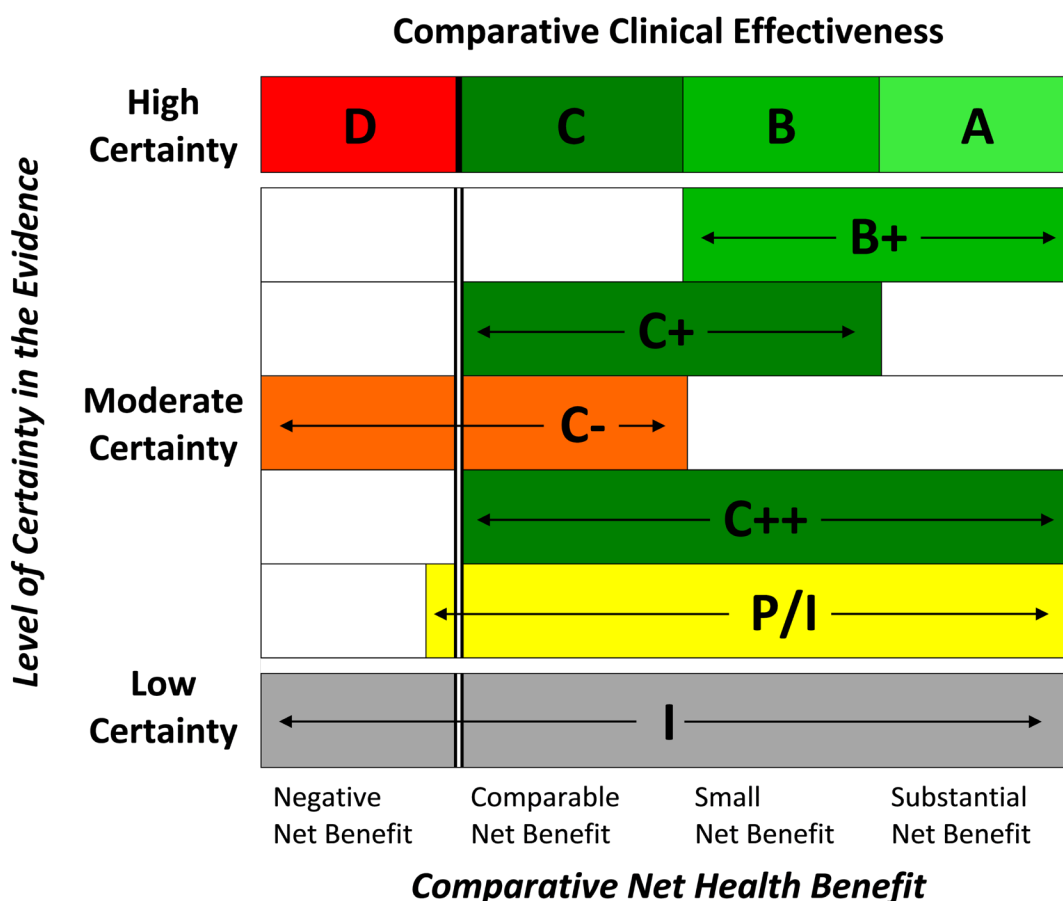 Comparative Clinical Effectiveness
High
Certainty
D
C
B
A
B+
C+
Moderate
Certainty
C-
C++
P/I
Low
Certainty
I
Negative
Net Benefit
Comparable
Net Benefit
Small
Net Benefit
Substantial
Net Benefit
Comparative Net Health Benefit
Level of Certainty in the Evidence